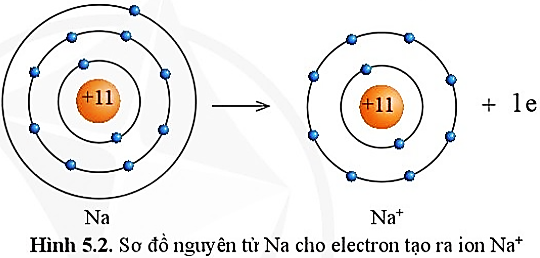 +11
+11
+ 1e
Na
Na⁺
Hình 5.2. Sơ đồ nguyên tử Na cho electron tạo ra ion Na⁺